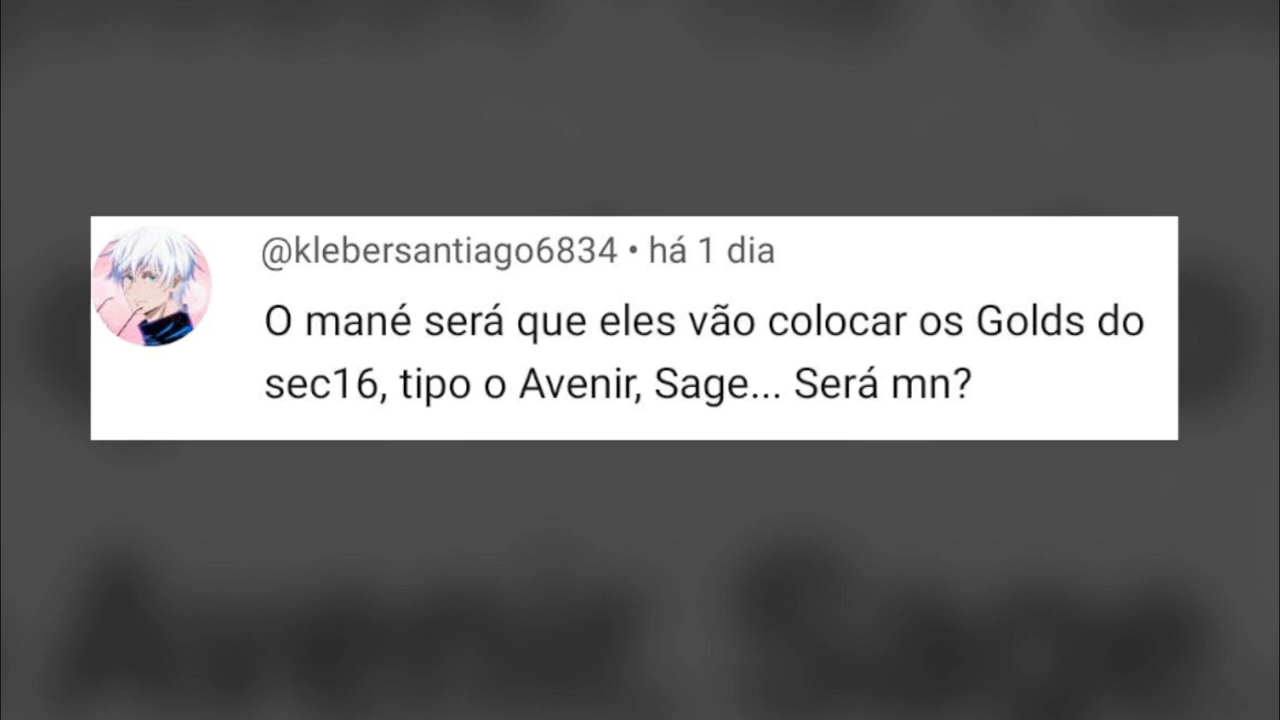 @klebersantiago6834 • há 1 dia
O mané será que eles vão colocar os Golds do
sec16, tipo o Avenir, Sage... Será mn?